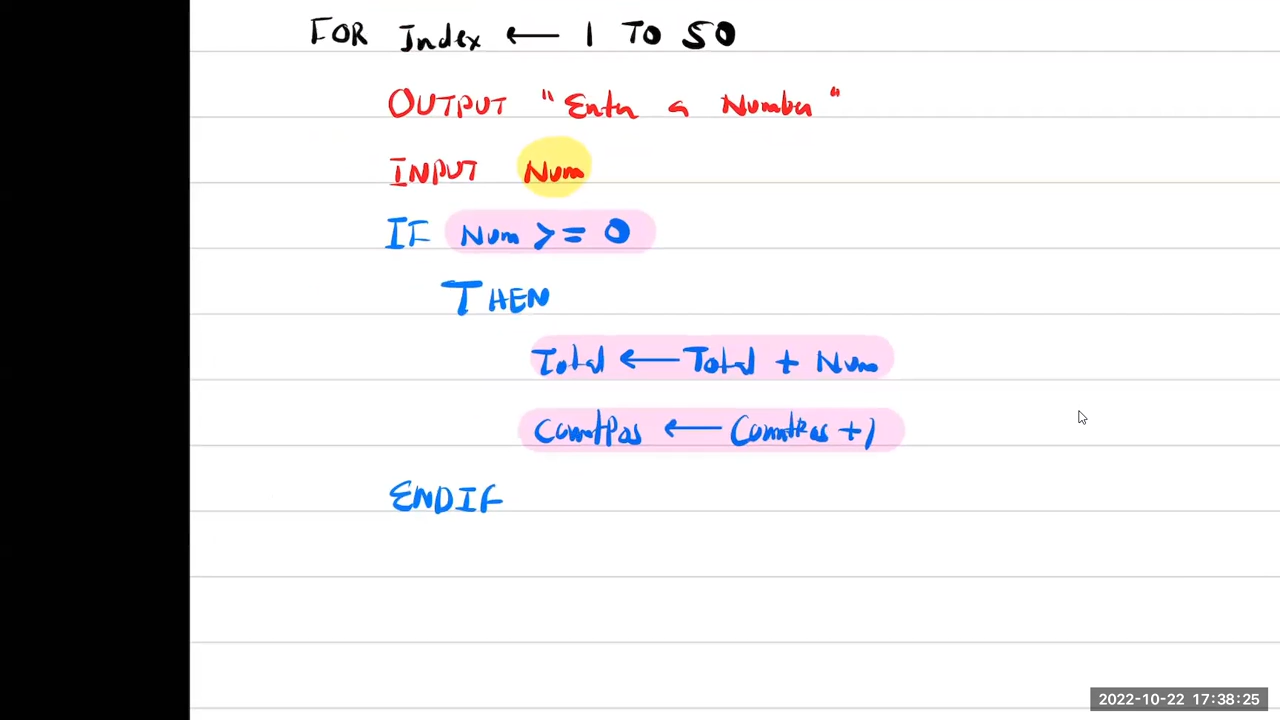 FOR Index ← 1 TO 50
OUTPUT "Enter a Number"
INPUT Num
IF Num >= 0
THEN
Total ← Total + Num
CountPos ← CountPos + 1
ENDIF
2022-10-22 17:38:25